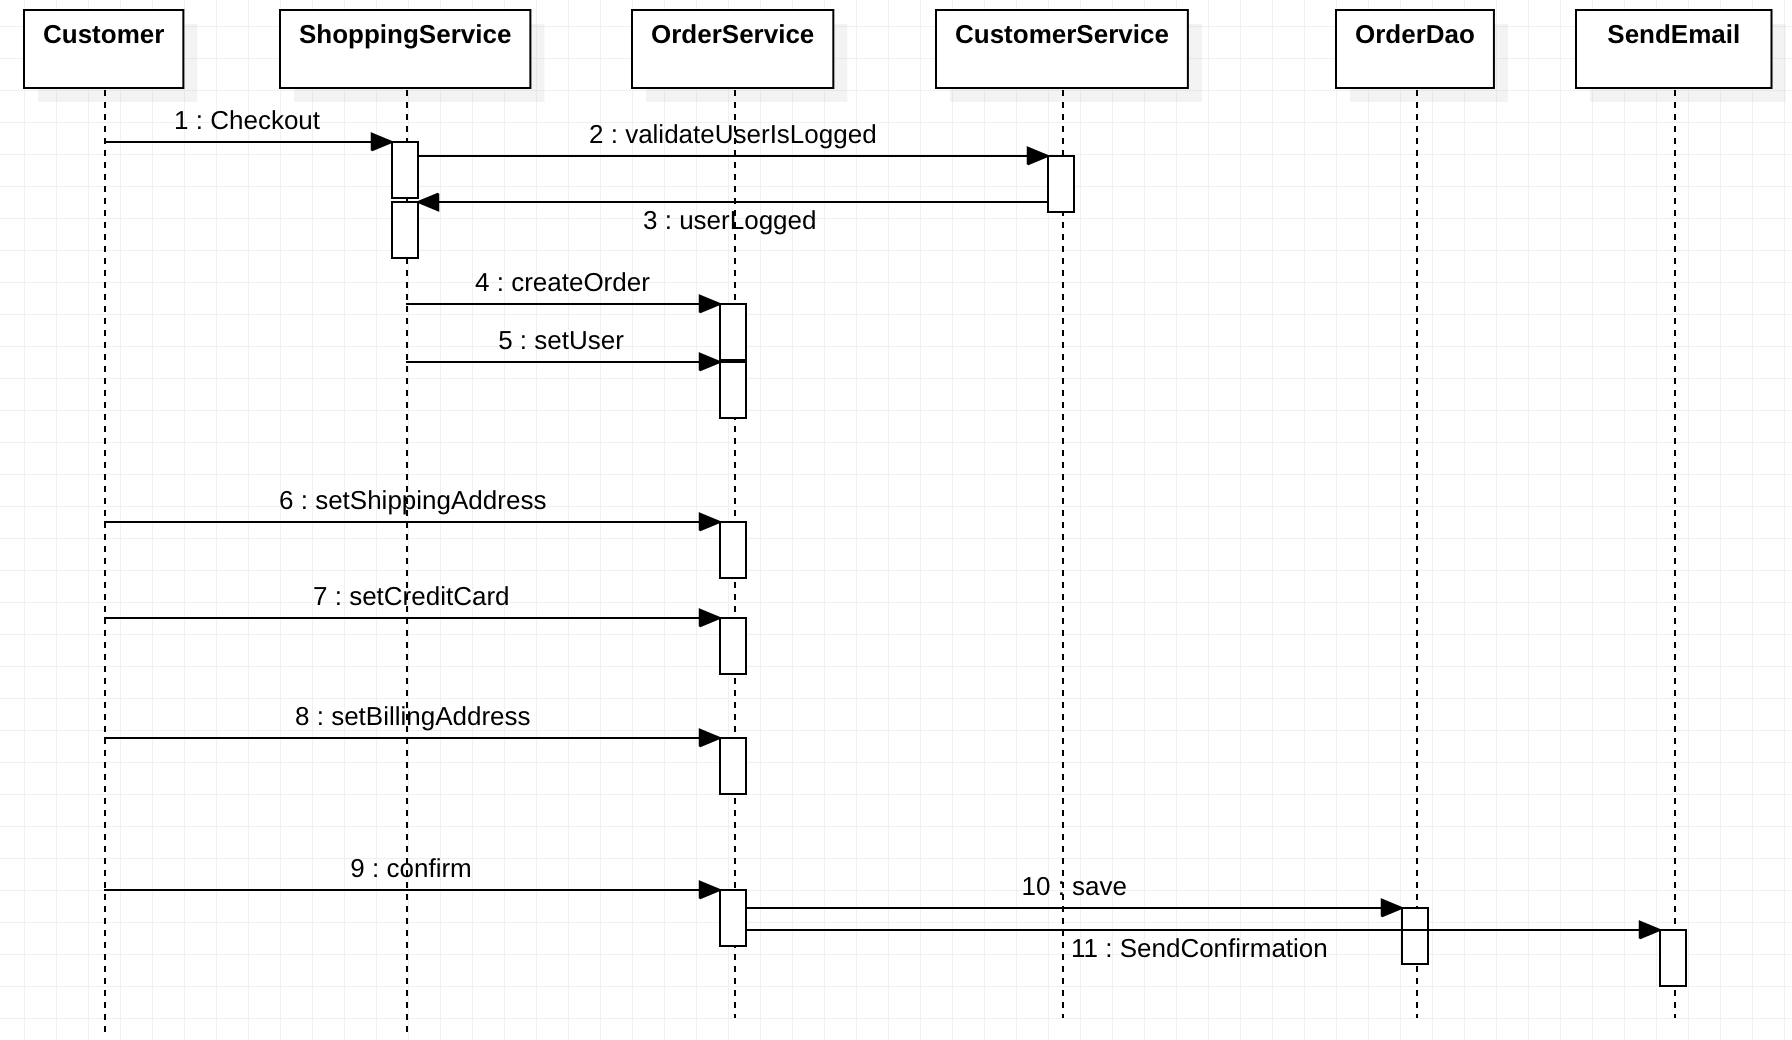 Customer
ShoppingService
OrderService
CustomerService
OrderDao
SendEmail
1 : Checkout
2 : validateUserIsLogged
3 : userLogged
4 : createOrder
5 : setUser
6 : setShippingAddress
7 : setCreditCard
8 : setBillingAddress
9 : confirm
10 : save
11 : SendConfirmation